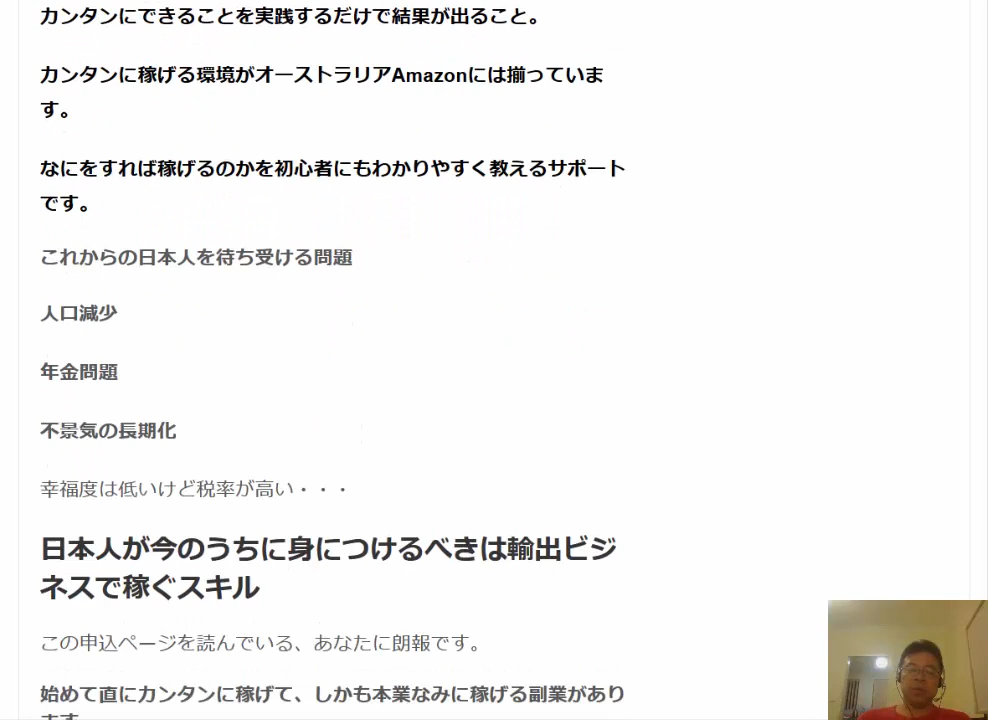 カンタンにできることを実践するだけで結果が出ること。
カンタンに稼げる環境がオーストラリアAmazonには揃っていま
す。
なにをすれば稼げるのかを初心者にもわかりやすく教えるサポート
です。
これからの日本人を待ち受ける問題
人口減少
年金問題
不景気の長期化
幸福度は低いけど税率が高い・・・
日本人が今のうちに身につけるべきは輸出ビジ
ネスで稼ぐスキル
この申込ページを読んでいる、あなたに朗報です。
始めて直にカンタンに稼げて、しかも本業なみに稼げる副業があり
ます